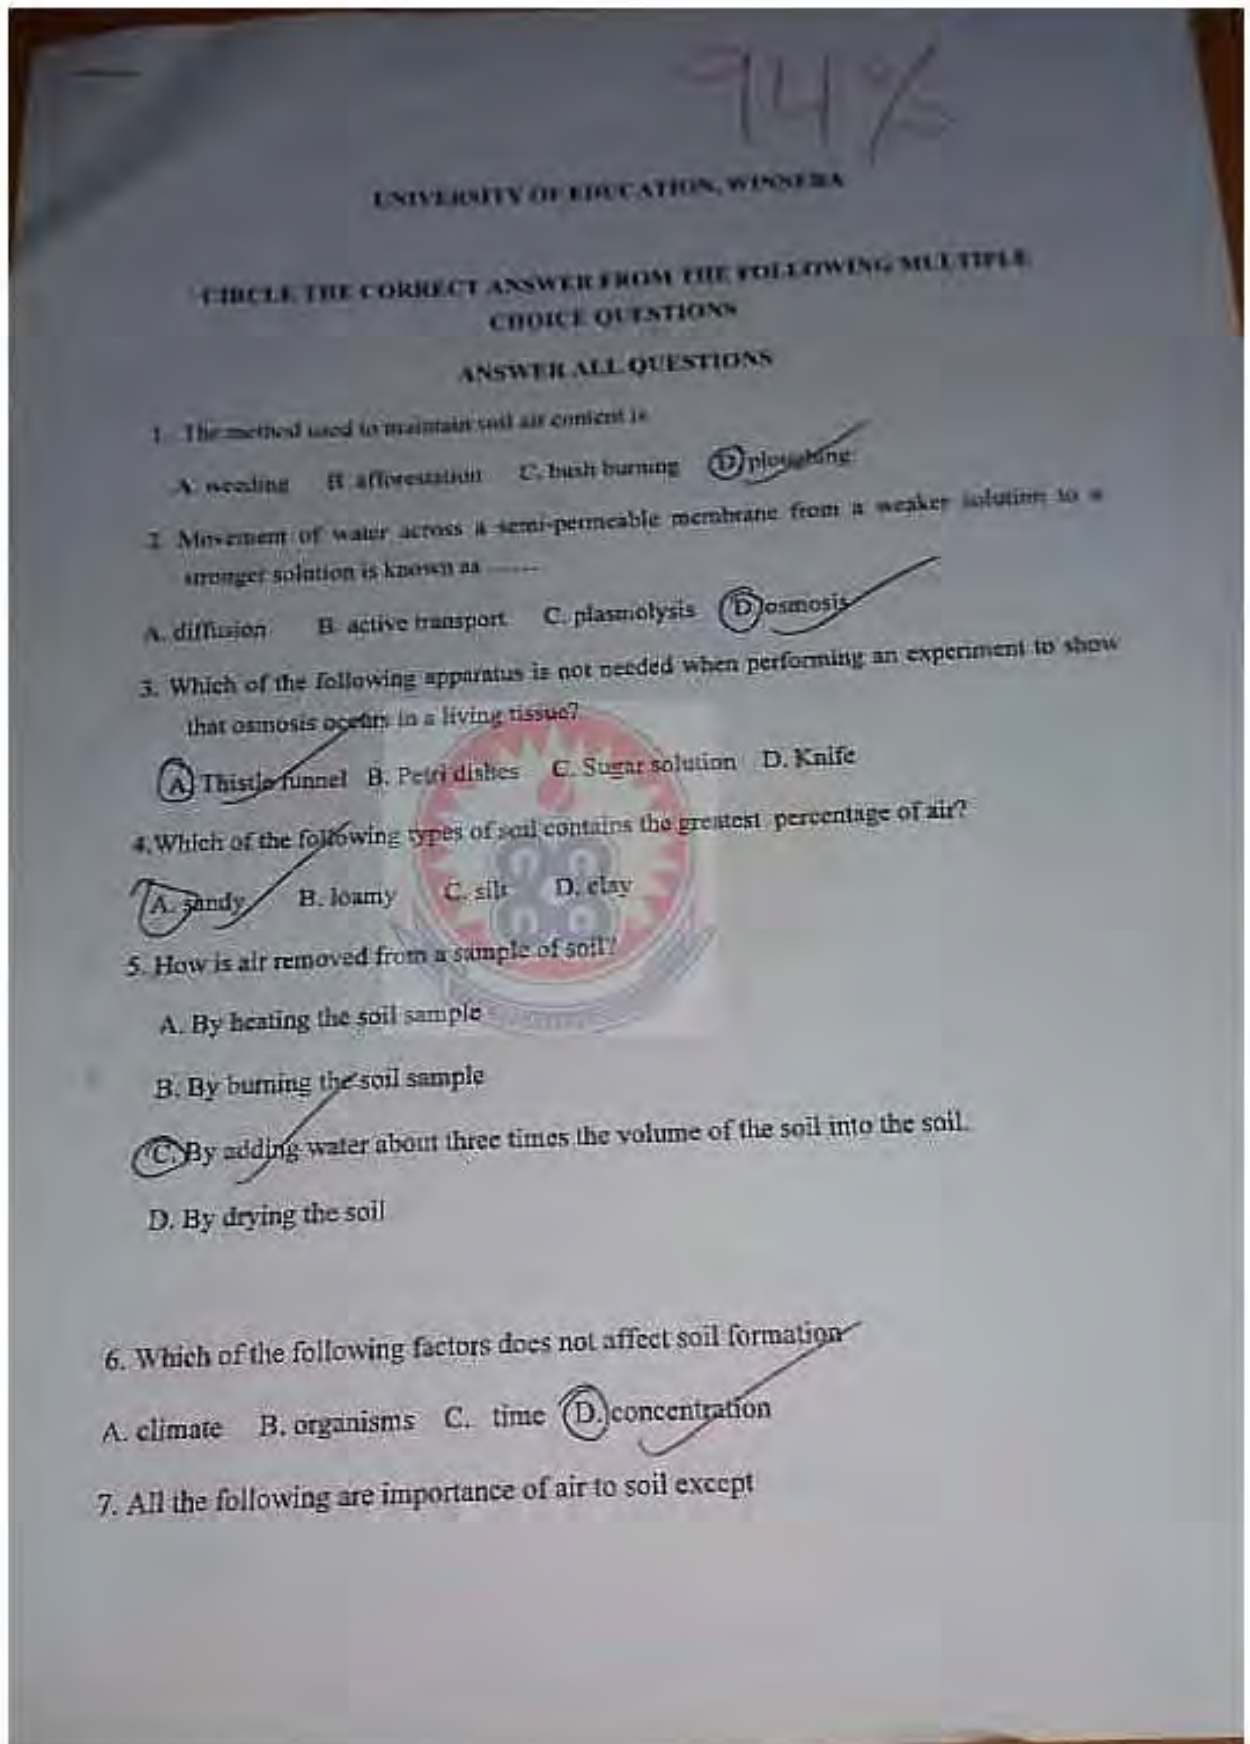 94%
UNIVERSITY OF EDUCATION, WINNEBA
CIRCLE THE CORRECT ANSWER FROM THE FOLLOWING MULTIPLE
CHOICE QUESTIONS
ANSWER ALL QUESTIONS
1. The method used to maintain soil air content is
A. weeding B. afforestation C. bush burning D. ploughing.
2. Movement of water across a semi-permeable membrane from a weaker solution to a
stronger solution is known as -------
A. diffusion B. active transport C. plasmolysis D. osmosis
3. Which of the following apparatus is not needed when performing an experiment to show
that osmosis occurs in a living tissue?
A. Thistle funnel B. Petri dishes C. Sugar solution D. Knife
4. Which of the following types of soil contains the greatest percentage of air?
A. sandy B. loamy C. silt D. clay
5. How is air removed from a sample of soil?
A. By heating the soil sample
B. By burning the soil sample
C. By adding water about three times the volume of the soil into the soil.
D. By drying the soil
6. Which of the following factors does not affect soil formation
A. climate B. organisms C. time D. concentration
7. All the following are importance of air to soil except